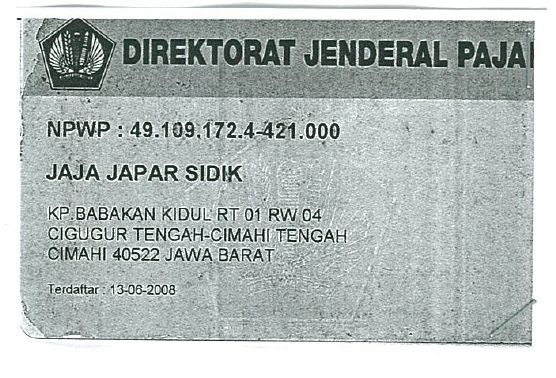 DIREKTORAT JENDERAL PAJA
NPWP : 49.109.172.4-421.000
JAJA JAPAR SIDIK
KP.BABAKAN KIDUL RT 01 RW 04
CIGUGUR TENGAH-CIMAHI TENGAH
CIMAHI 40522 JAWA BARAT
Terdaftar : 13-06-2008